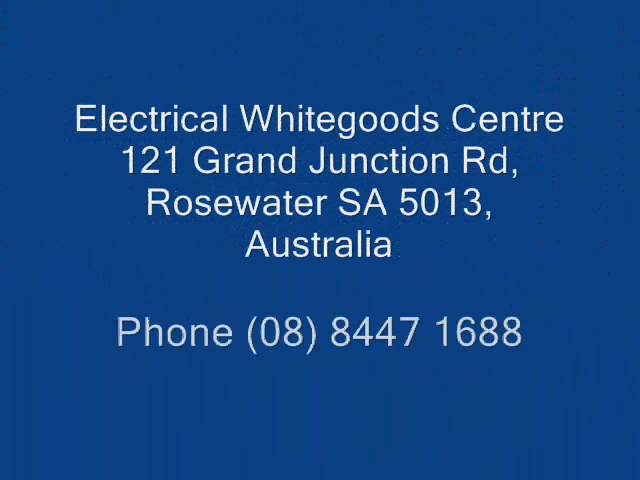 Electrical Whitegoods Centre
121 Grand Junction Rd,
Rosewater SA 5013,
Australia
Phone (08) 8447 1688